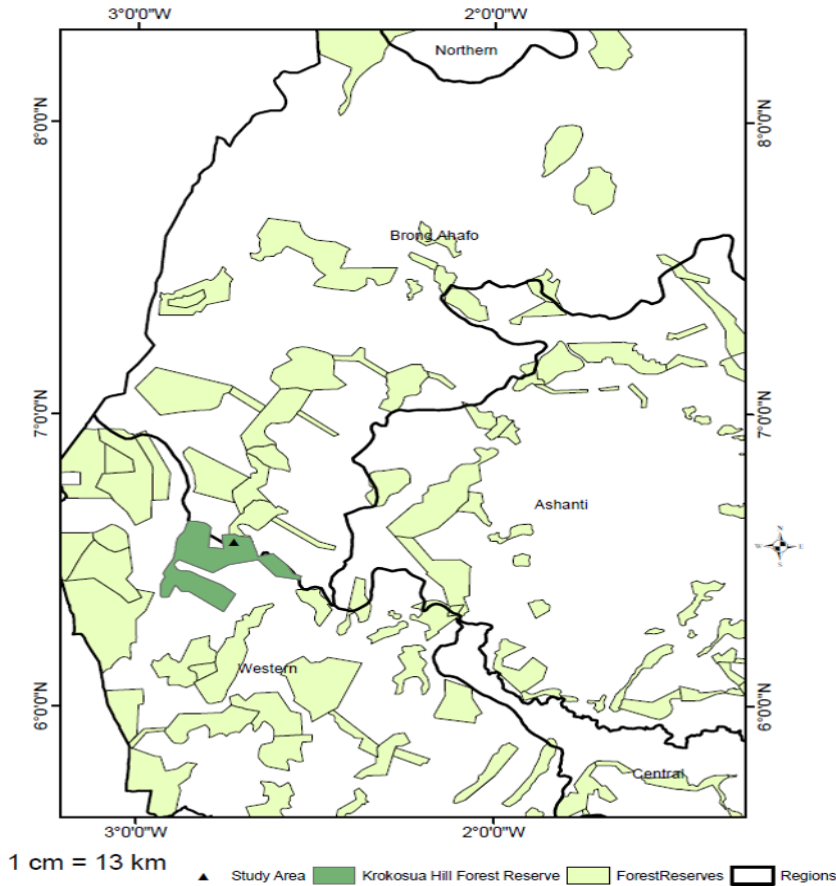 3°0'0"W 2°0'0"W
Northern
8°0'0"N 8°0'0"N
Brong Ahafo
7°0'0"N 7°0'0"N
Ashanti
N
W E
S
Western
6°0'0"N 6°0'0"N
Central
3°0'0"W 2°0'0"W
1 cm = 13 km
Study Area Krokosua Hill Forest Reserve ForestReserves Regions